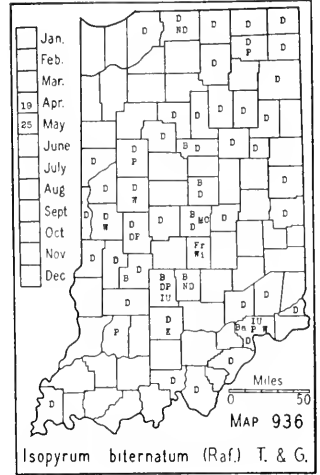 Jan.
Feb.
Mar.
19 Apr.
25 May
June
July
Aug
Sept
Oct
Nov
Dec
D
D
ND
D
D
D
D
D
P
D
D
D
D
D
D
D
D
D
B D
D
D
D
D
P
D
D
B
D
D
W
D
D
D
W
D
DF
D
B
D
MC
D
D
Fr
Wi
D
D
B
D
B
DP
IU
B
ND
D
D
D
D
D
E
P
D
Bn
IU
P W
D
D
D
D
D
Miles
0 50
MAP 936
Isopyrum biternatum (Raf.) T. & G.